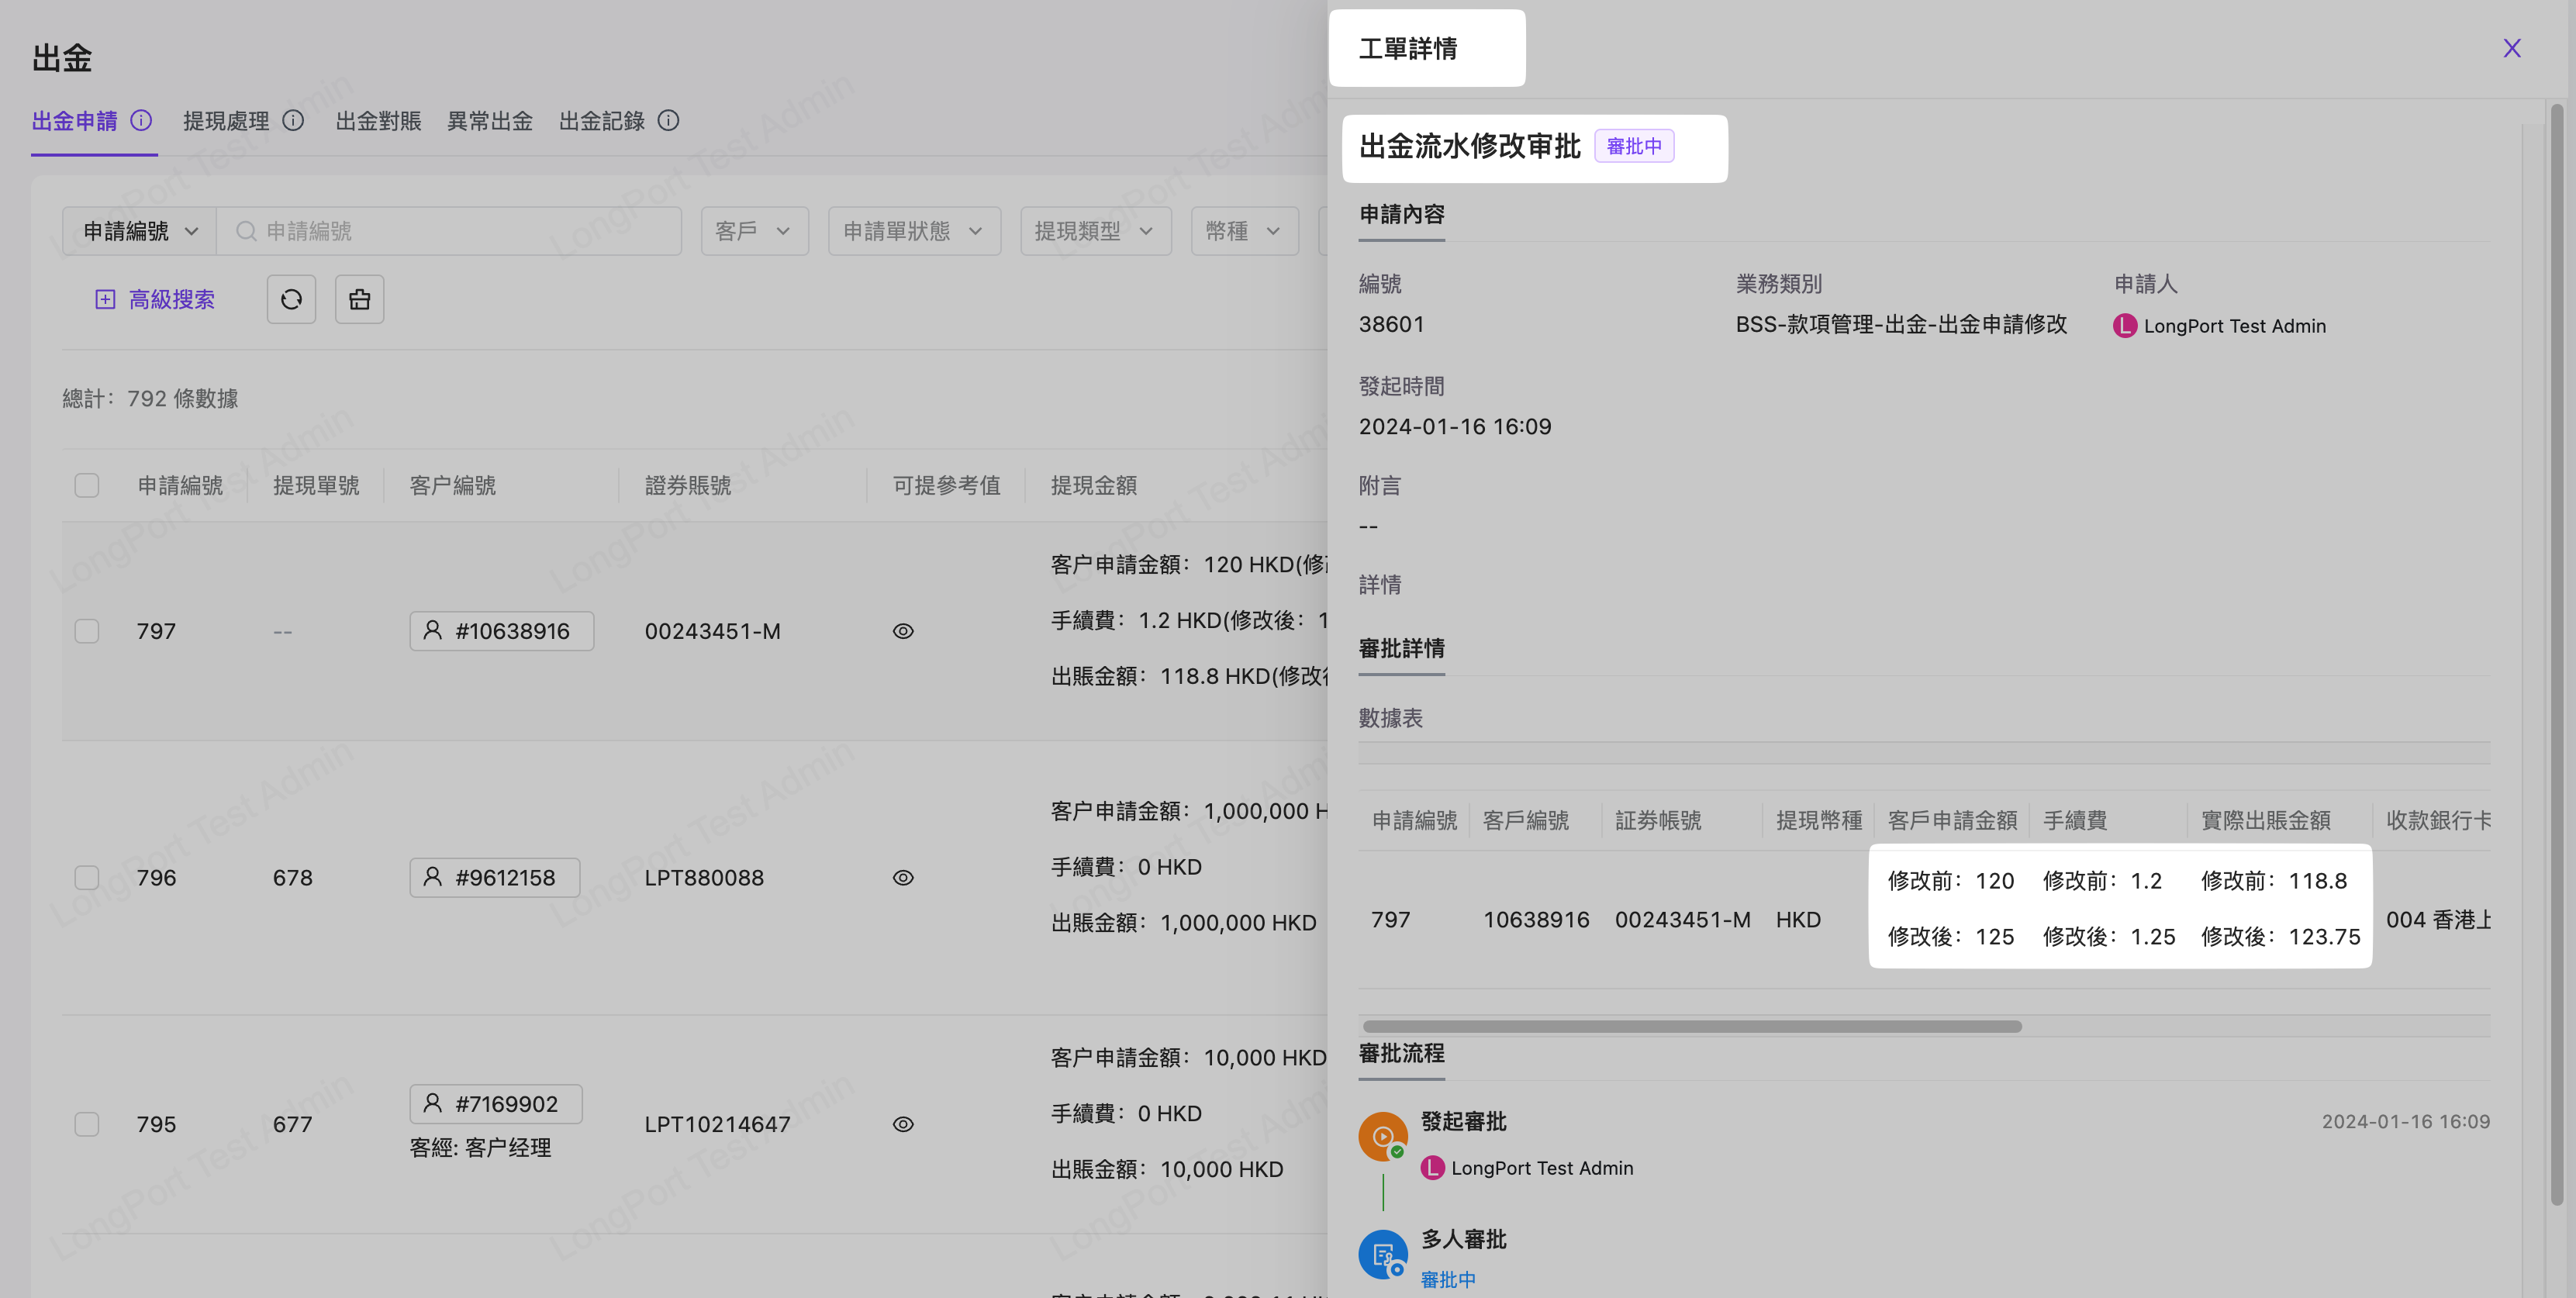 出金
出金申請 提現處理 出金對賬 異常出金 出金記錄
申請編號 申請編號 客戶 申請單狀態 提現類型 幣種
高級搜索
總計：792 條數據
申請編號 提現單號 客户編號 證券賬號 可提參考值 提現金額
797 -- #10638916 00243451-M
客户申請金額：120 HKD(修
手續費：1.2 HKD(修改後：1
出賬金額：118.8 HKD(修改
796 678 #9612158 LPT880088
客户申請金額：1,000,000 H
手續費：0 HKD
出賬金額：1,000,000 HKD
795 677 #7169902 LPT10214647
客經: 客户经理
客户申請金額：10,000 HKD
手續費：0 HKD
出賬金額：10,000 HKD
工單詳情
出金流水修改审批 審批中
申請內容
編號 業務類別 申請人
38601 BSS-款項管理-出金-出金申請修改 L LongPort Test Admin
發起時間
2024-01-16 16:09
附言
--
詳情
審批詳情
數據表
申請編號 客戶編號 証券帳號 提現幣種 客戶申請金額 手續費 實際出賬金額 收款銀行卡
797 10638916 00243451-M HKD
修改前：120 修改前：1.2 修改前：118.8
修改後：125 修改後：1.25 修改後：123.75
004 香港上
審批流程
發起審批 2024-01-16 16:09
L LongPort Test Admin
多人審批
審批中
LongPort Test Admin